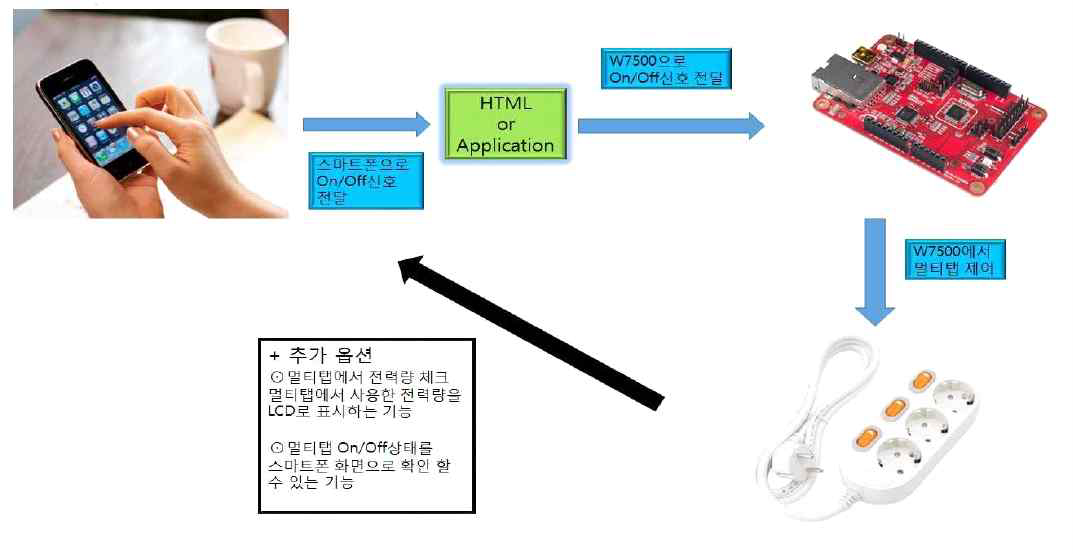 스마트폰으로
On/Off신호
전달
HTML
or
Application
W7500으로
On/Off신호 전달
W7500에서
멀티탭 제어
+ 추가 옵션
⊙멀티탭에서 전력량 체크
멀티탭에서 사용한 전력량을
LCD로 표시하는 기능
⊙멀티탭 On/Off상태를
스마트폰 화면으로 확인 할
수 있는 기능